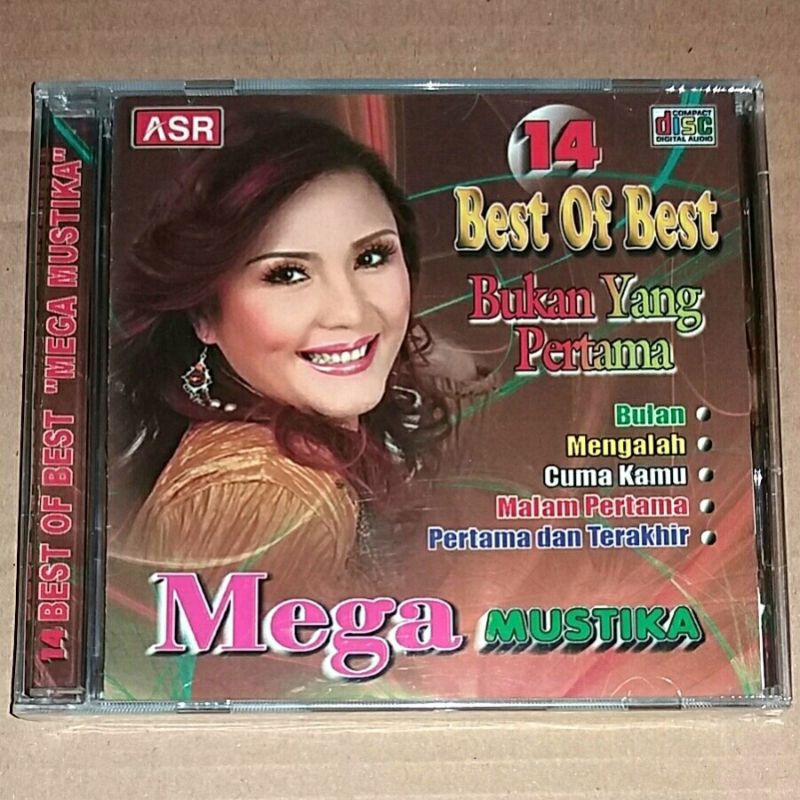 14 BEST OF BEST "MEGA MUSTIKA"
ASR
14
COMPACT
disc
DIGITAL AUDIO
Best Of Best
Bukan Yang
Pertama
Bulan •
Mengalah •
Cuma Kamu •
Malam Pertama •
Pertama dan Terakhir •
Mega MUSTIKA